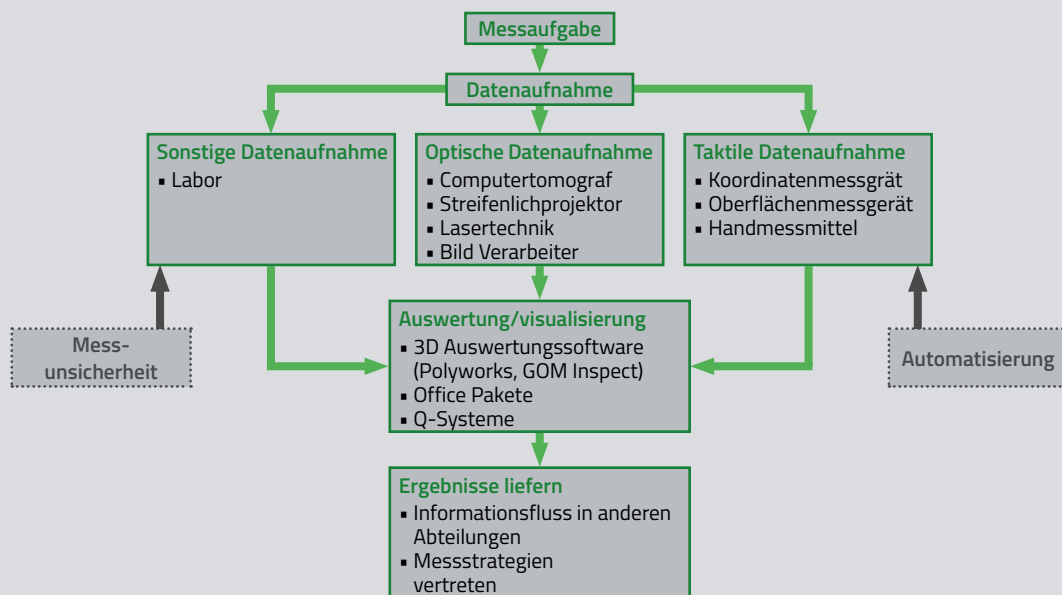 Messaufgabe
Datenaufnahme
Sonstige Datenaufnahme
▪ Labor
Optische Datenaufnahme
▪ Computertomograf
▪ Streifenlichprojektor
▪ Lasertechnik
▪ Bild Verarbeiter
Taktile Datenaufnahme
▪ Koordinatenmessgrät
▪ Oberflächenmessgerät
▪ Handmessmittel
Mess-
unsicherheit
Auswertung/visualisierung
▪ 3D Auswertungssoftware
(Polyworks, GOM Inspect)
▪ Office Pakete
▪ Q-Systeme
Automatisierung
Ergebnisse liefern
▪ Informationsfluss in anderen
Abteilungen
▪ Messstrategien
vertreten